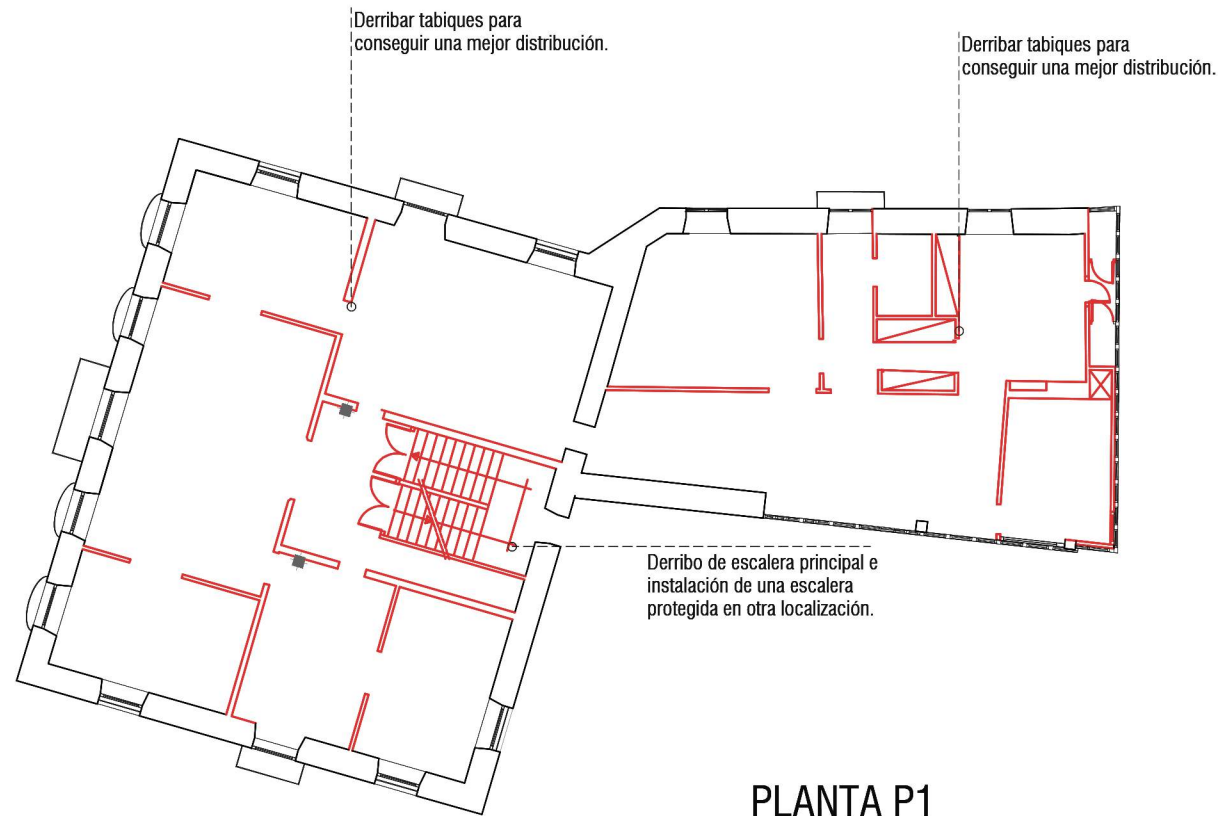 Derribar tabiques para
conseguir una mejor distribución.
Derribar tabiques para
conseguir una mejor distribución.
Derribo de escalera principal e
instalación de una escalera
protegida en otra localización.
PLANTA P1